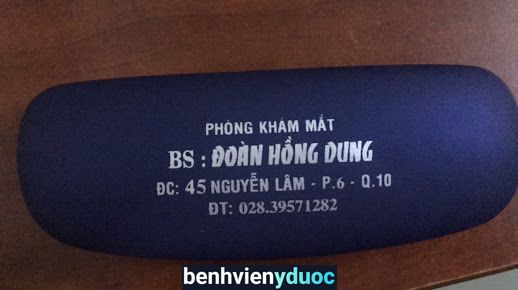 PHÒNG KHÁM MẮT
BS : ĐOÀN HỒNG DUNG
ĐC: 45 NGUYỄN LÂM - P.6 - Q.10
ĐT: 028.39571282
benhvienyduoc